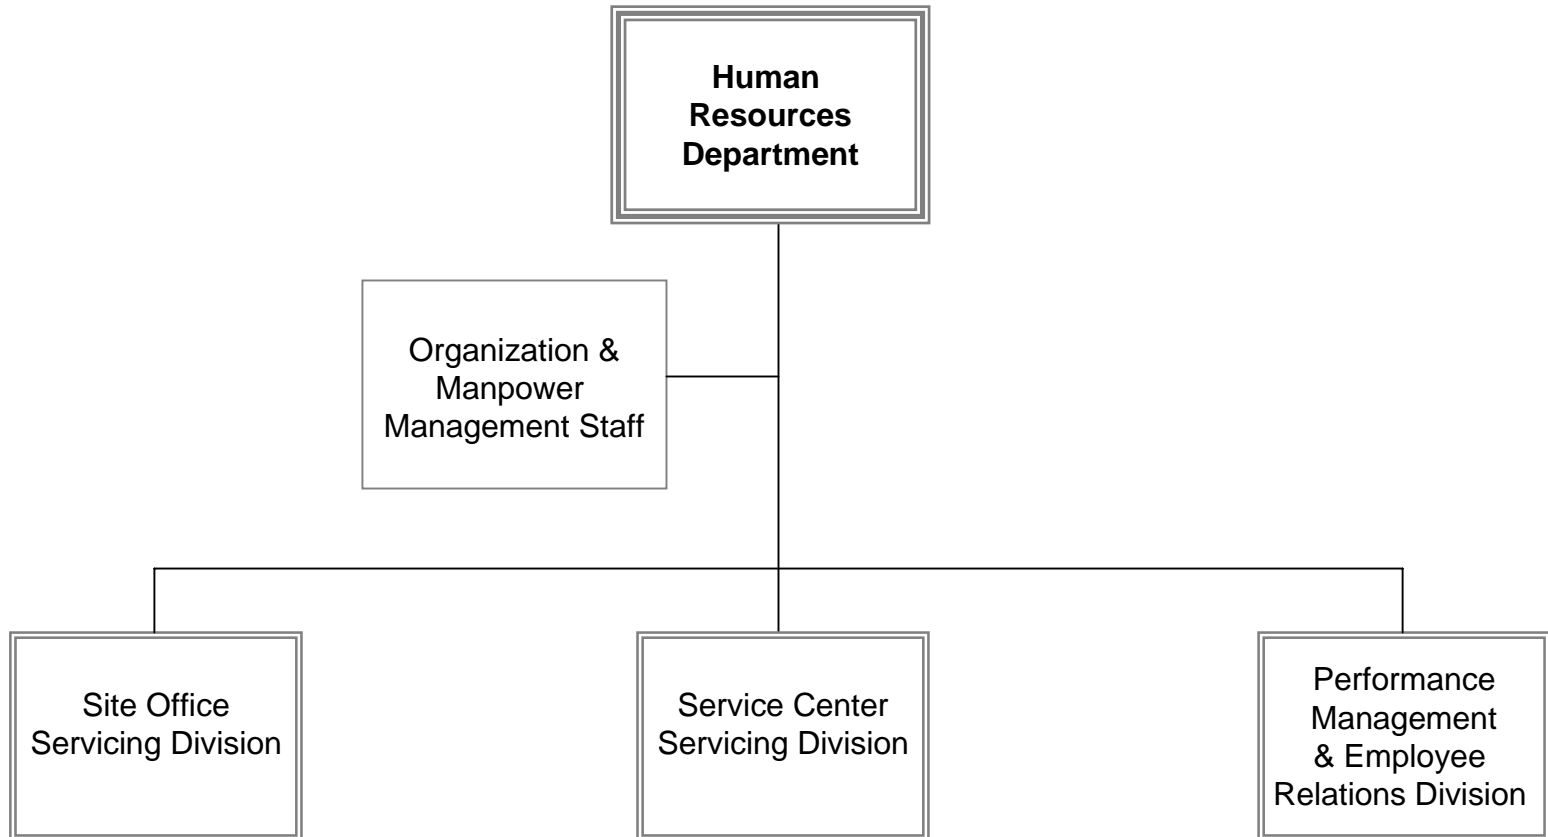 Human
Resources
Department
Organization &
Manpower
Management Staff
Site Office
Servicing Division
Service Center
Servicing Division
Performance
Management
& Employee
Relations Division